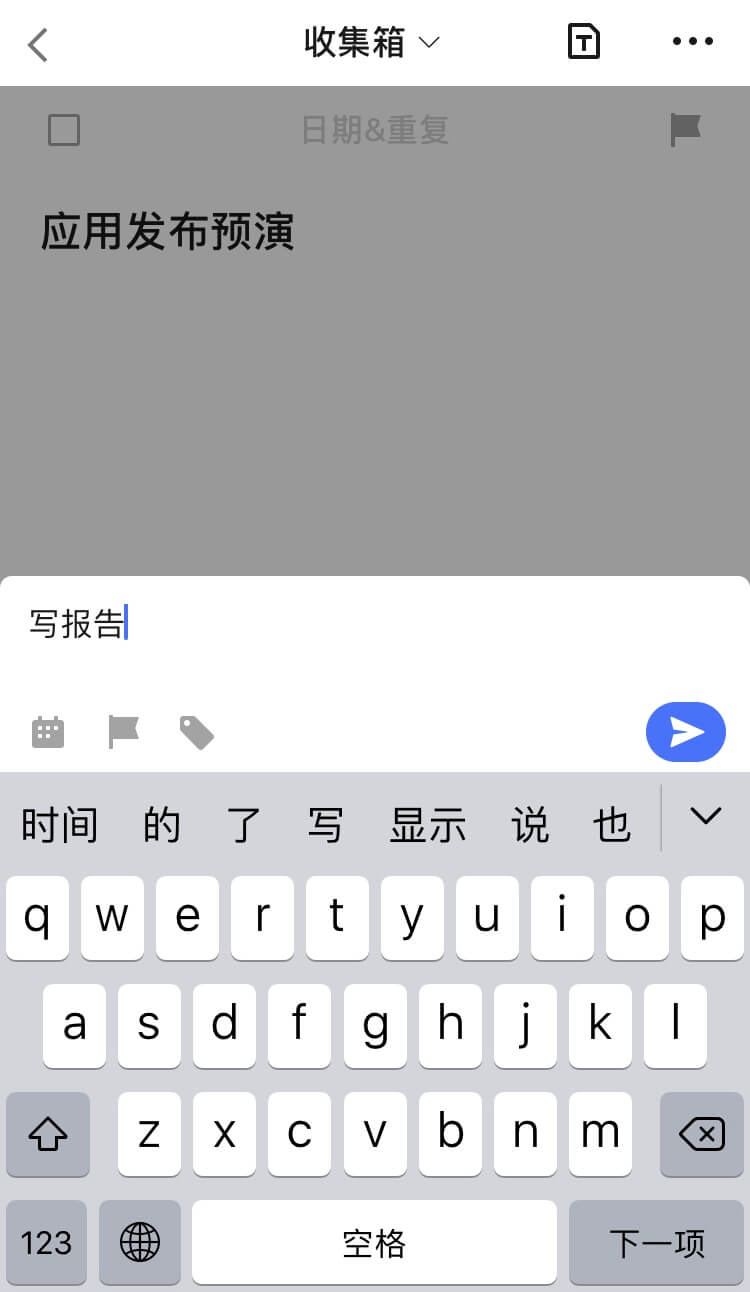 收集箱
日期&重复
应用发布预演
写报告
时间 的 了 写 显示 说 也
q w e r t y u i o p
a s d f g h j k l
z x c v b n m
123 空格 下一项